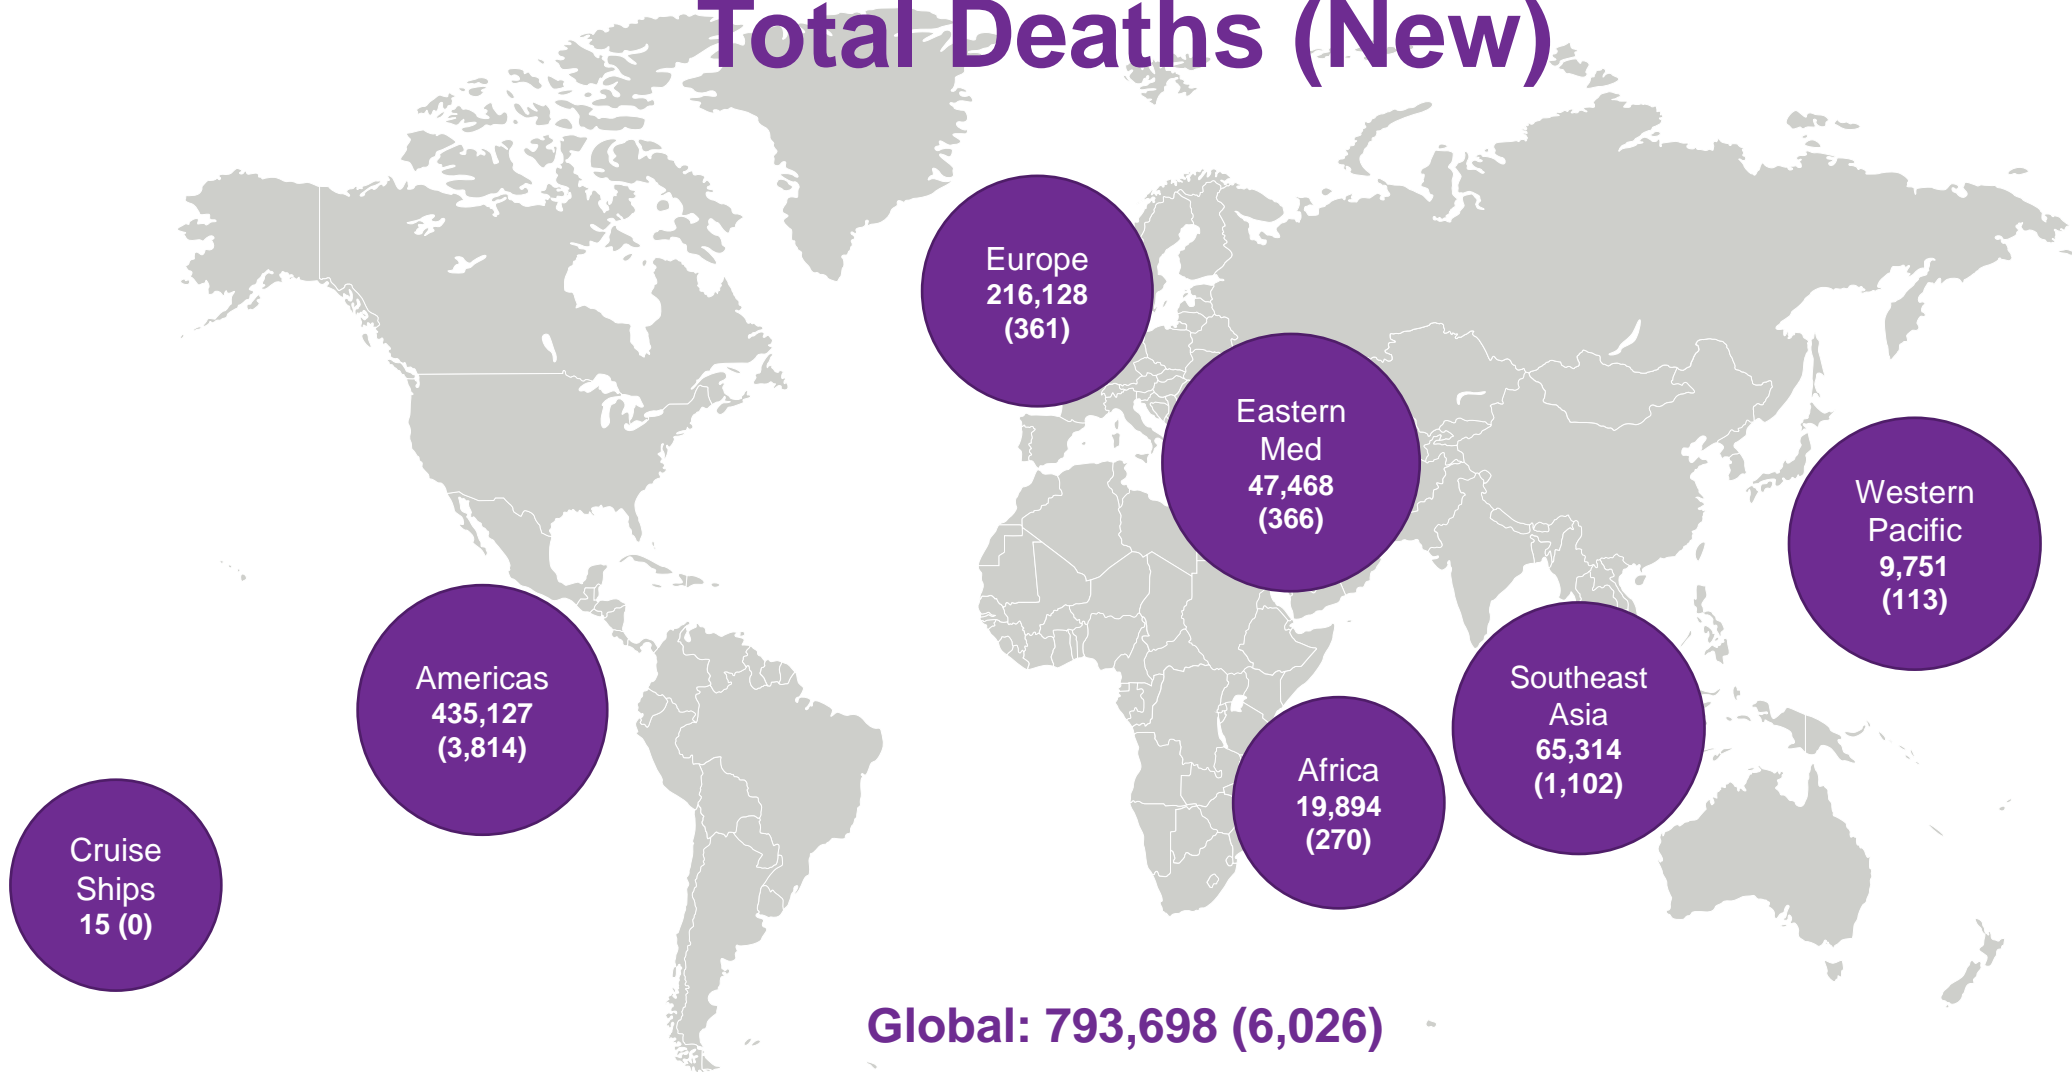 Total Deaths (New)
Europe
216,128
(361)
Eastern
Med
47,468
(366)
Western
Pacific
9,751
(113)
Americas
435,127
(3,814)
Southeast
Asia
65,314
(1,102)
Africa
19,894
(270)
Cruise
Ships
15 (0)
Global: 793,698 (6,026)